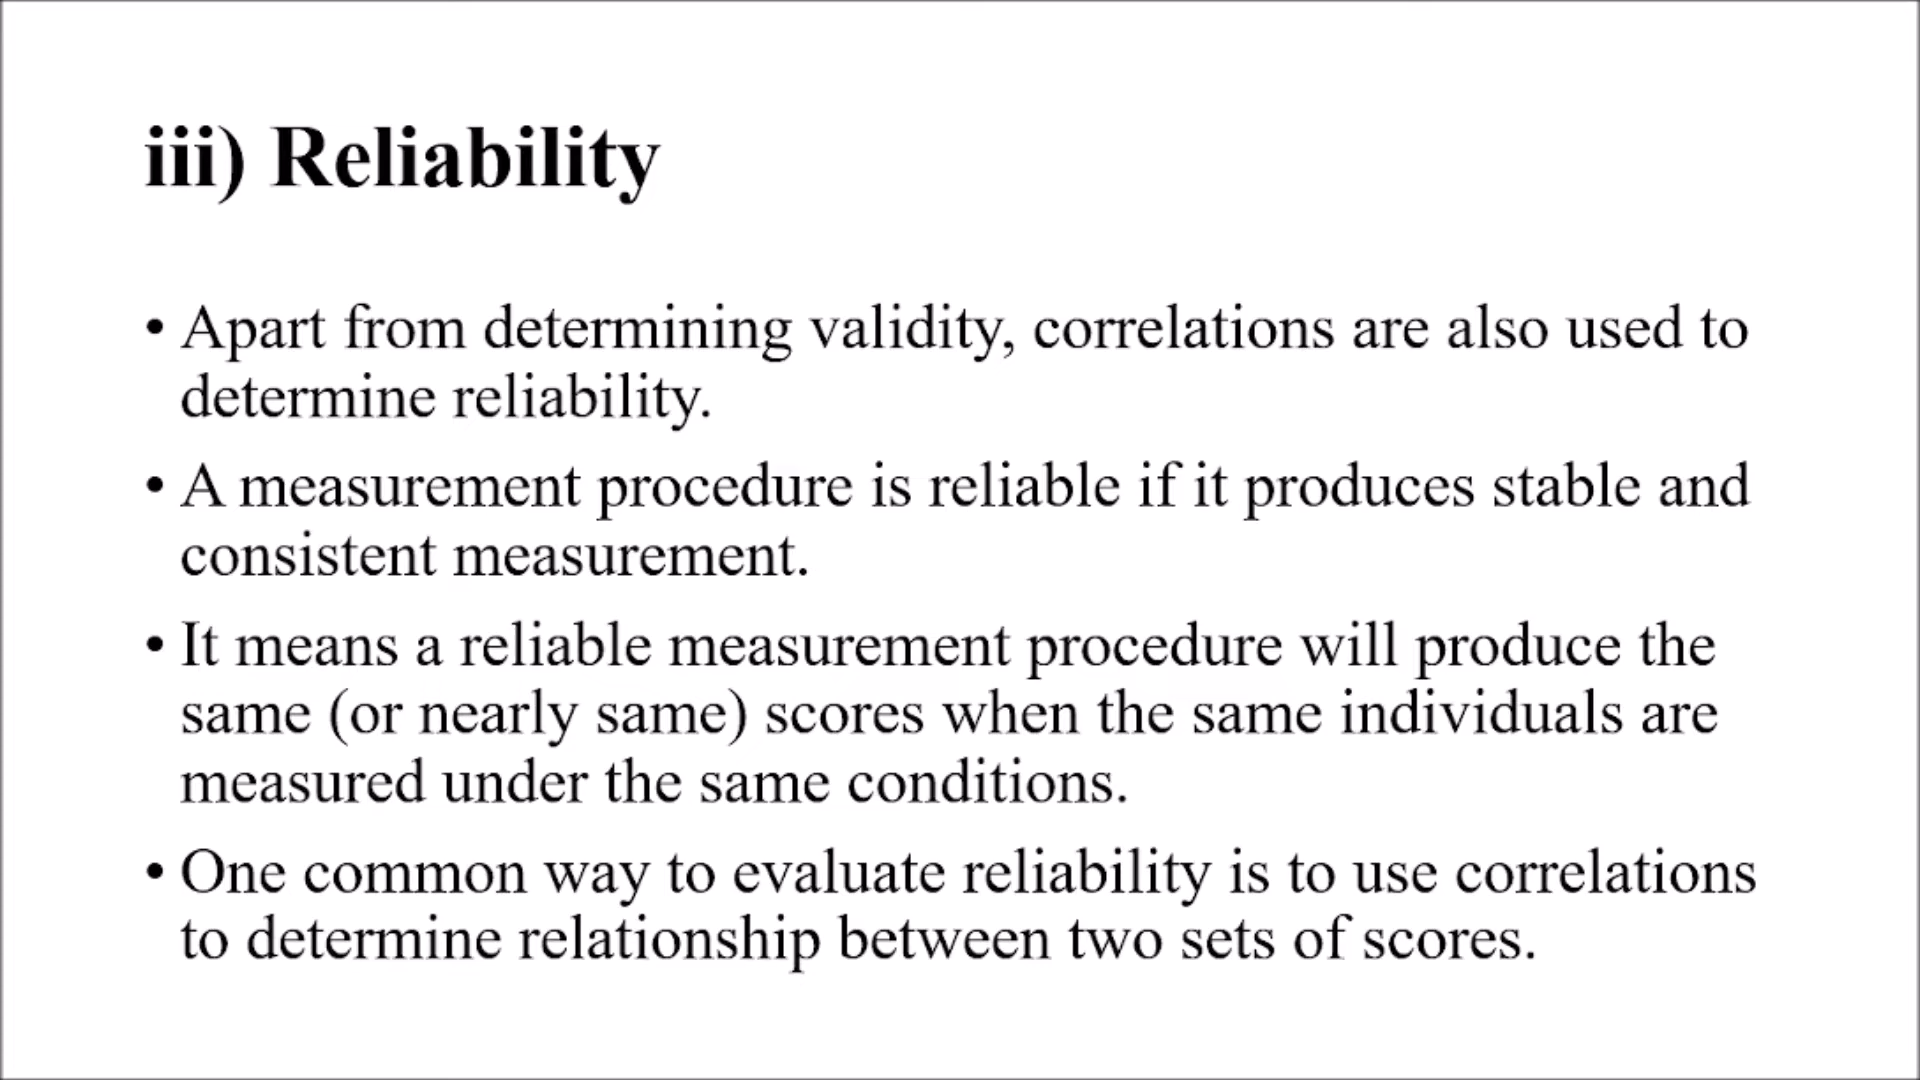 iii) Reliability
• Apart from determining validity, correlations are also used to
determine reliability.
• A measurement procedure is reliable if it produces stable and
consistent measurement.
• It means a reliable measurement procedure will produce the
same (or nearly same) scores when the same individuals are
measured under the same conditions.
• One common way to evaluate reliability is to use correlations
to determine relationship between two sets of scores.